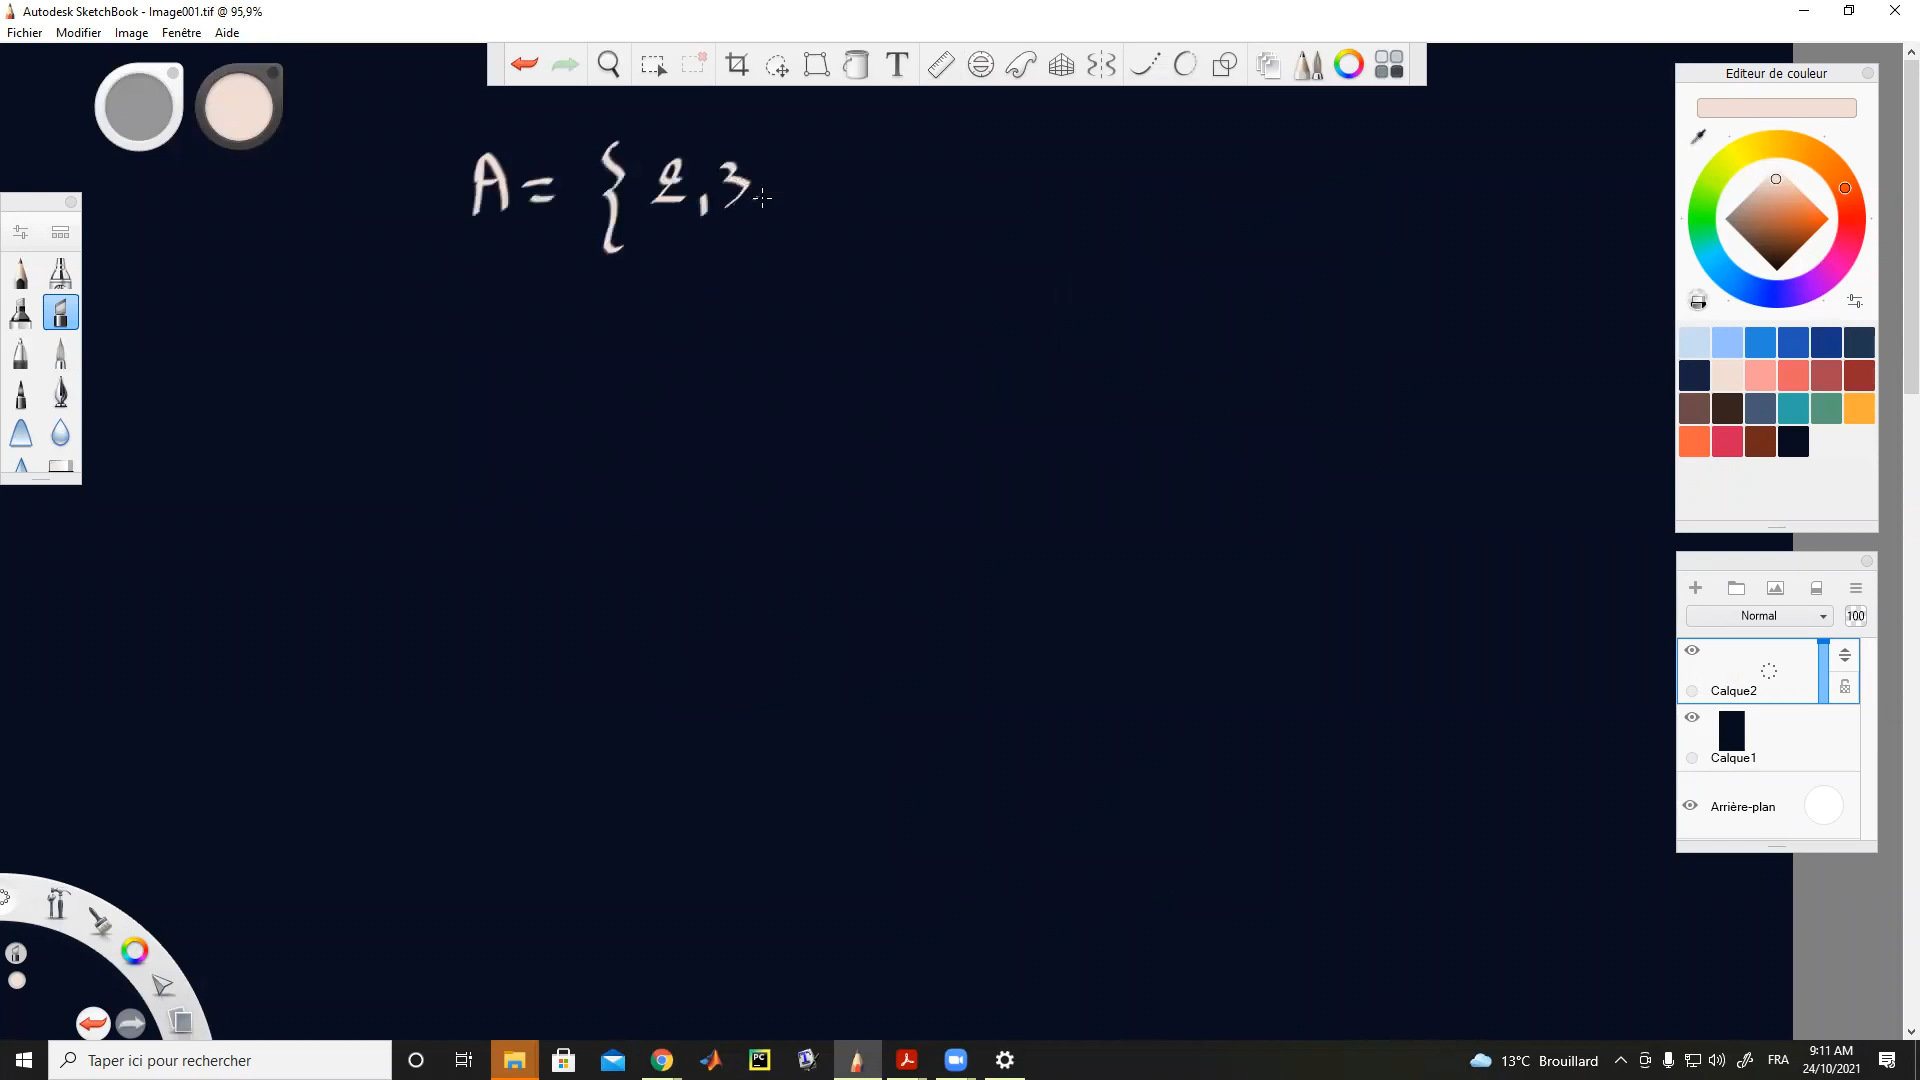 Autodesk SketchBook - Image001.tif @ 95,9%
Fichier Modifier Image Fenêtre Aide
T
Editeur de couleur
A = { 2, 3
Normal 100
Calque2
Calque1
Arrière-plan
Taper ici pour rechercher
PC
13°C Brouillard
FRA
9:11 AM
24/10/2021